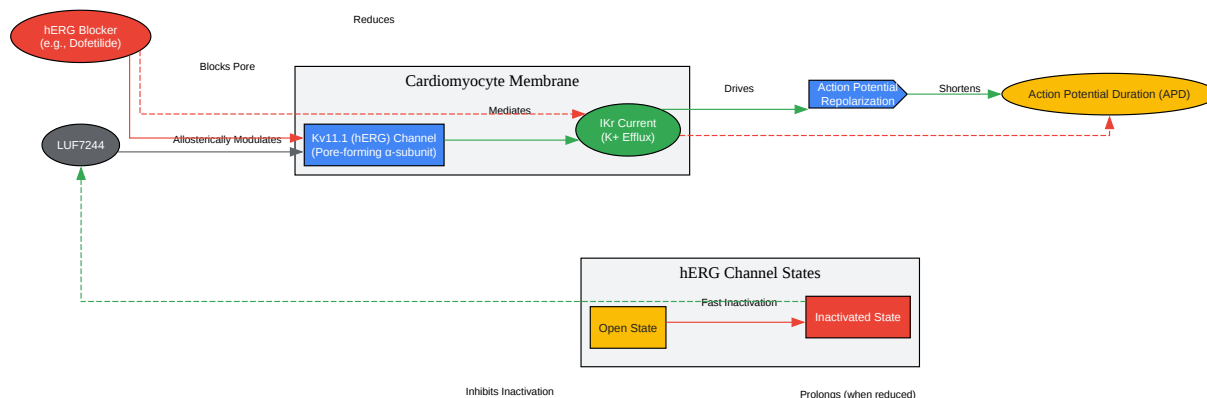 Reduces
hERG Blocker
(e.g., Dofetilide)
Blocks Pore
Cardiomyocyte Membrane
Drives
Action Potential
Repolarization
Shortens
Action Potential Duration (APD)
Mediates
IKr Current
(K+ Efflux)
LUF7244
Allosterically Modulates
Kv11.1 (hERG) Channel
(Pore-forming α-subunit)
hERG Channel States
Fast Inactivation
Open State
Inactivated State
Inhibits Inactivation
Prolongs (when reduced)